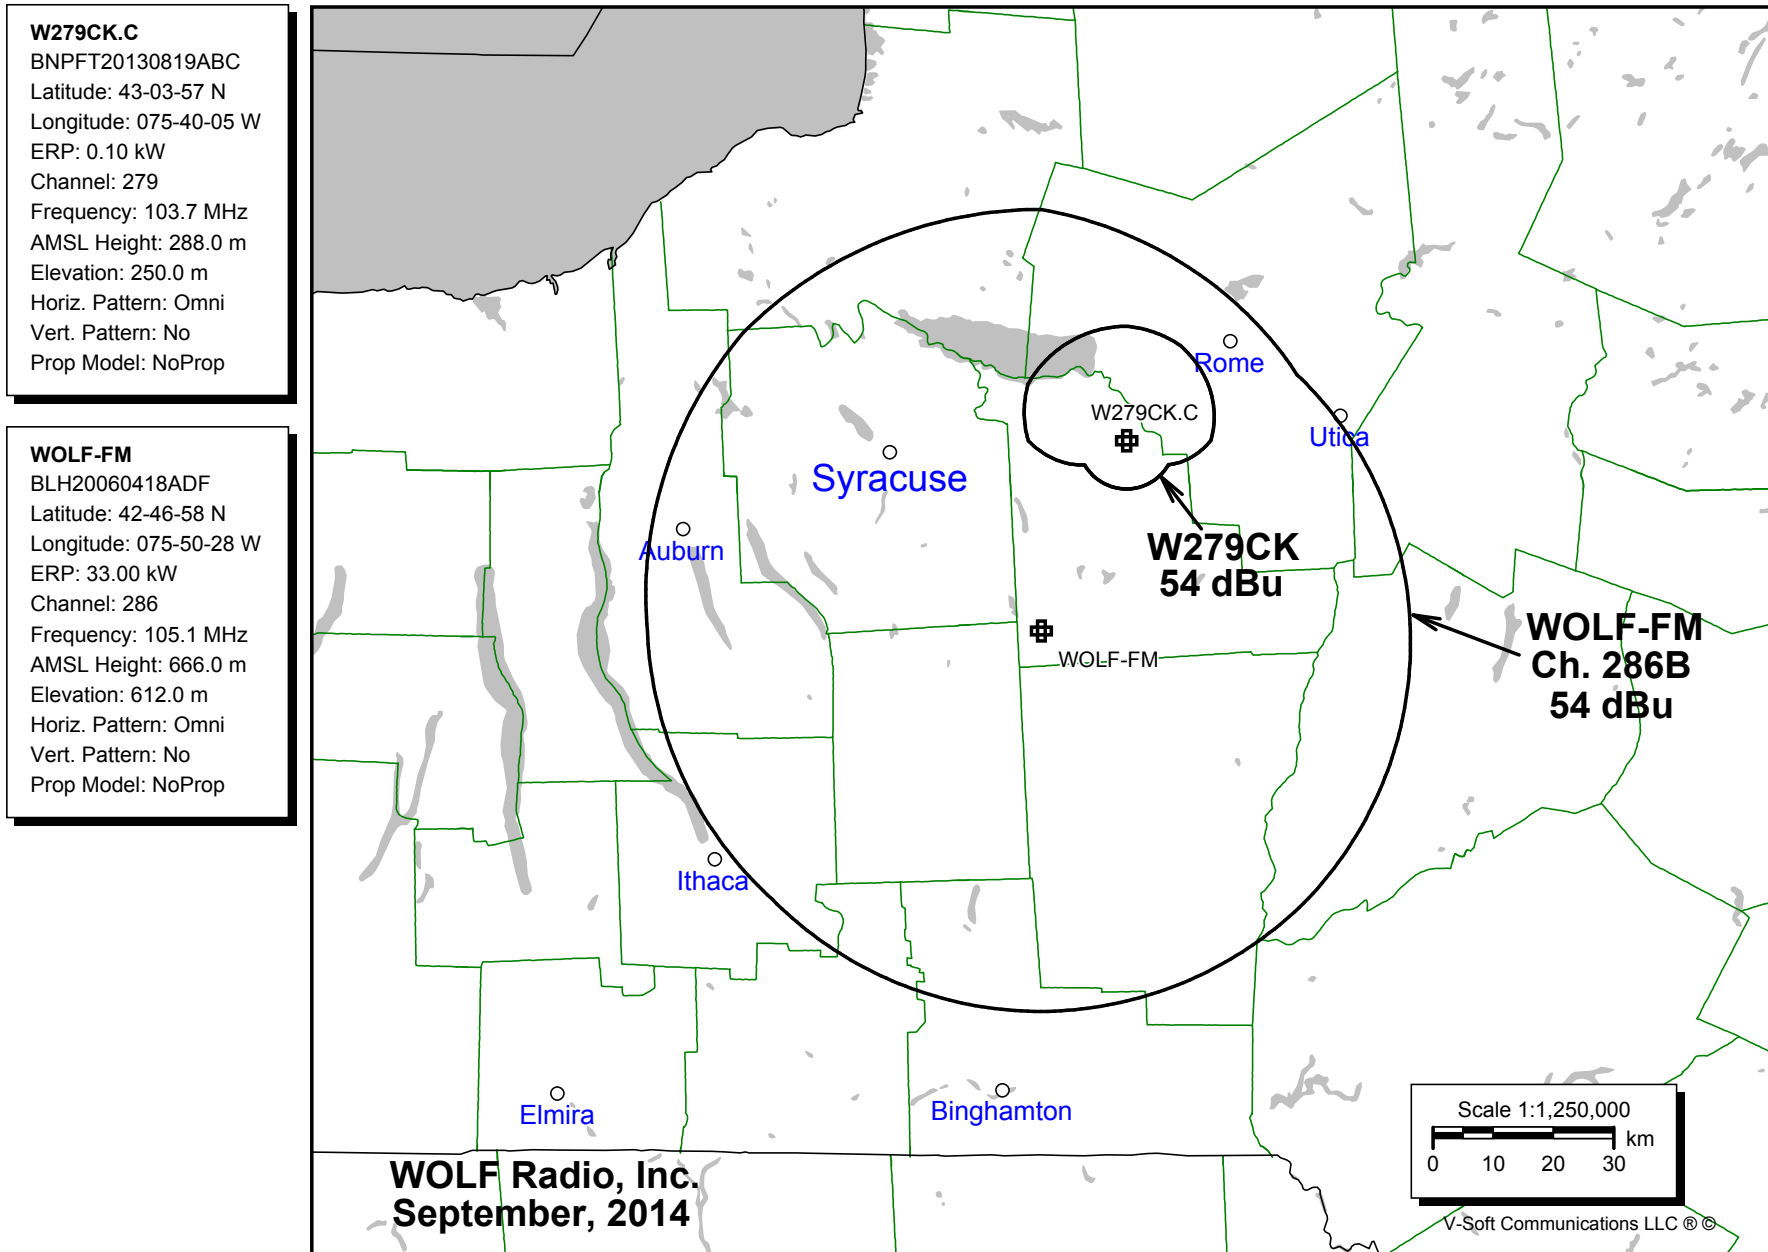 W279CK.C
BNPFT20130819ABC
Latitude: 43-03-57 N
Longitude: 075-40-05 W
ERP: 0.10 kW
Channel: 279
Frequency: 103.7 MHz
AMSL Height: 288.0 m
Elevation: 250.0 m
Horiz. Pattern: Omni
Vert. Pattern: No
Prop Model: NoProp
WOLF-FM
BLH20060418ADF
Latitude: 42-46-58 N
Longitude: 075-50-28 W
ERP: 33.00 kW
Channel: 286
Frequency: 105.1 MHz
AMSL Height: 666.0 m
Elevation: 612.0 m
Horiz. Pattern: Omni
Vert. Pattern: No
Prop Model: NoProp
Rome
W279CK.C
Utica
Syracuse
Auburn
W279CK
54 dBu
WOLF-FM
WOLF-FM
Ch. 286B
54 dBu
Ithaca
Elmira
Binghamton
WOLF Radio, Inc.
September, 2014
Scale 1:1,250,000
km
0 10 20 30
V-Soft Communications LLC ® ©